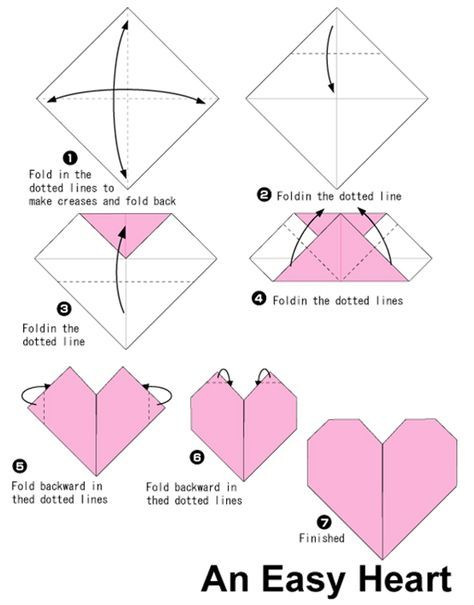 1
Fold in the
dotted lines to
make creases and fold back
2 Foldin the dotted line
3
Foldin the
dotted line
4 Foldin the dotted lines
5
Fold backward in
thed dotted lines
6
Fold backward in
thed dotted lines
7
Finished
An Easy Heart